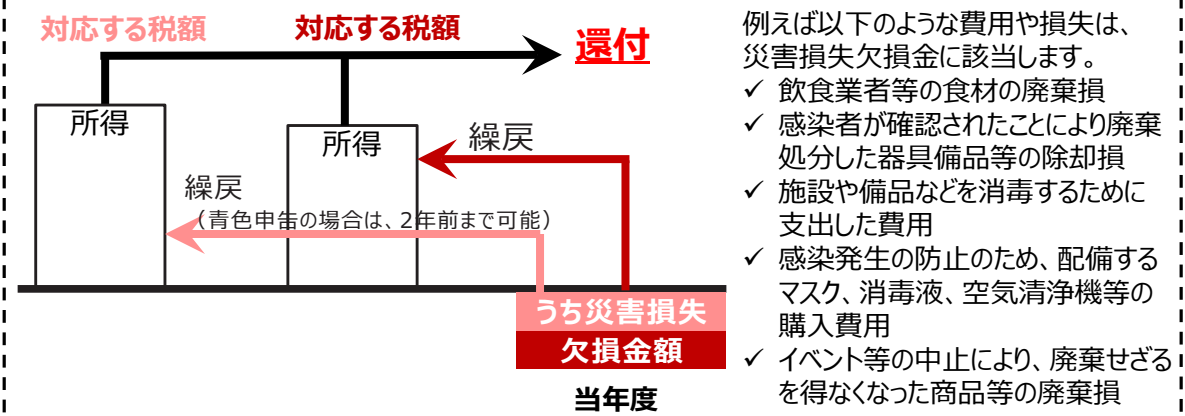 対応する税額
対応する税額
還付
所得
所得
繰戻
繰戻
（青色申告の場合は、2年前まで可能）
うち災害損失
欠損金額
当年度
例えば以下のような費用や損失は、
災害損失欠損金に該当します。
✓ 飲食業者等の食材の廃棄損
✓ 感染者が確認されたことにより廃棄
処分した器具備品等の除却損
✓ 施設や備品などを消毒するために
支出した費用
✓ 感染発生の防止のため、配備する
マスク、消毒液、空気清浄機等の
購入費用
✓ イベント等の中止により、廃棄せざる
を得なくなった商品等の廃棄損